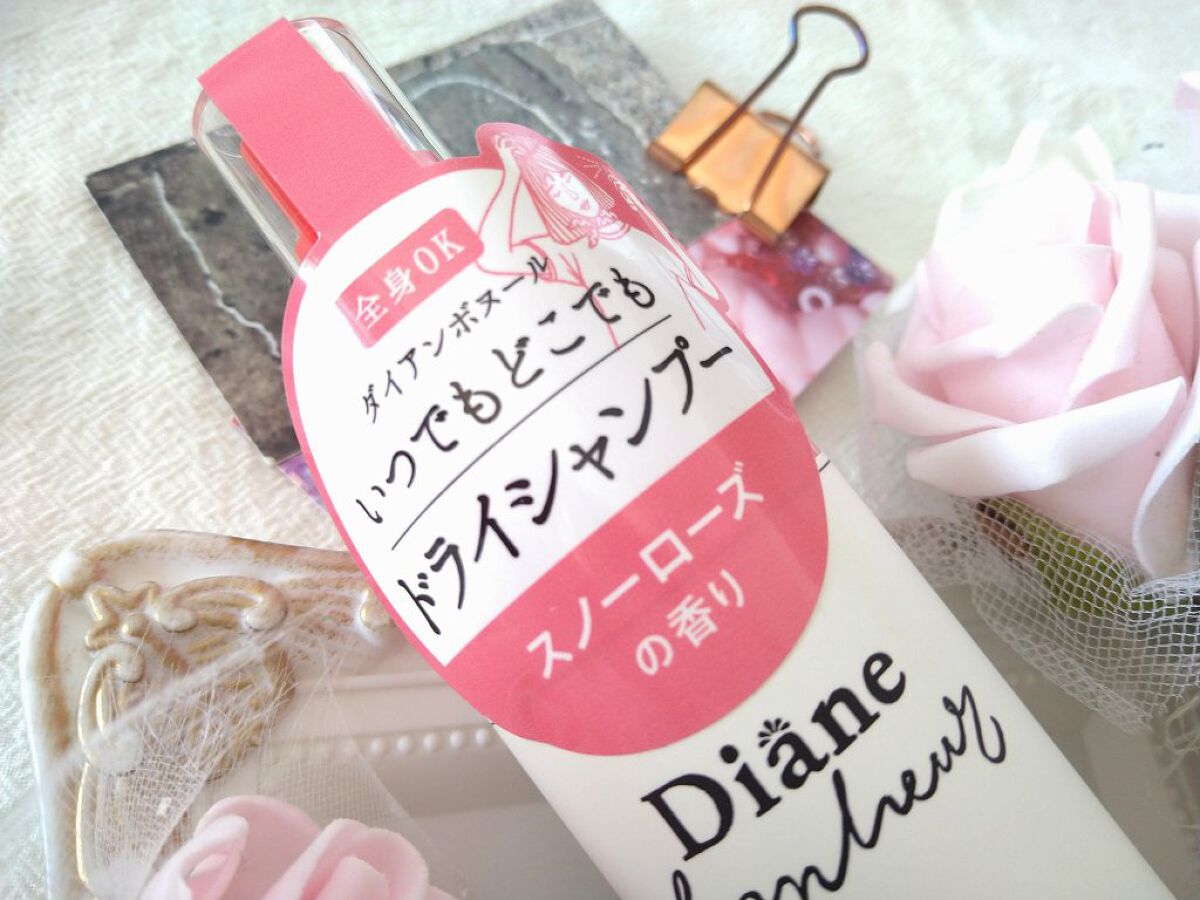 全身OK
ダイアンボヌール
いつでもどこでも
ドライシャンプー
スノーローズ
の香り
Diane